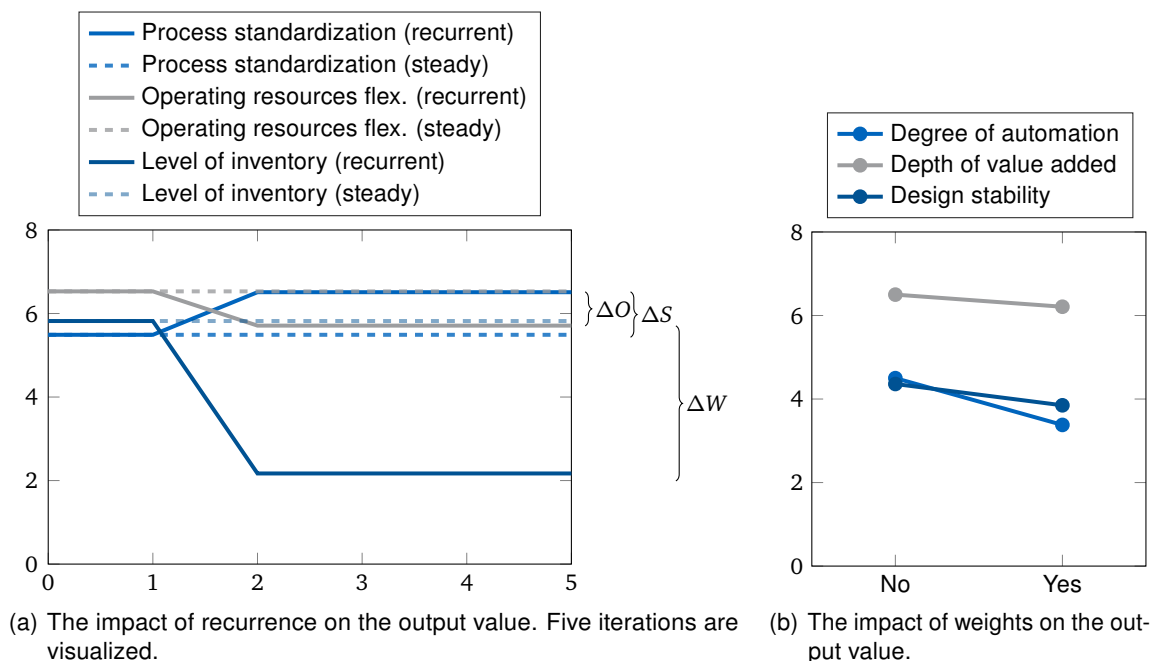 Process standardization (recurrent)
Process standardization (steady)
Operating resources flex. (recurrent)
Operating resources flex. (steady)
Level of inventory (recurrent)
Level of inventory (steady)
8
6
4
2
0
0 1 2 3 4 5
ΔO
ΔS
ΔW
(a) The impact of recurrence on the output value. Five iterations are
visualized.
Degree of automation
Depth of value added
Design stability
8
6
4
2
0
No Yes
(b) The impact of weights on the out-
put value.